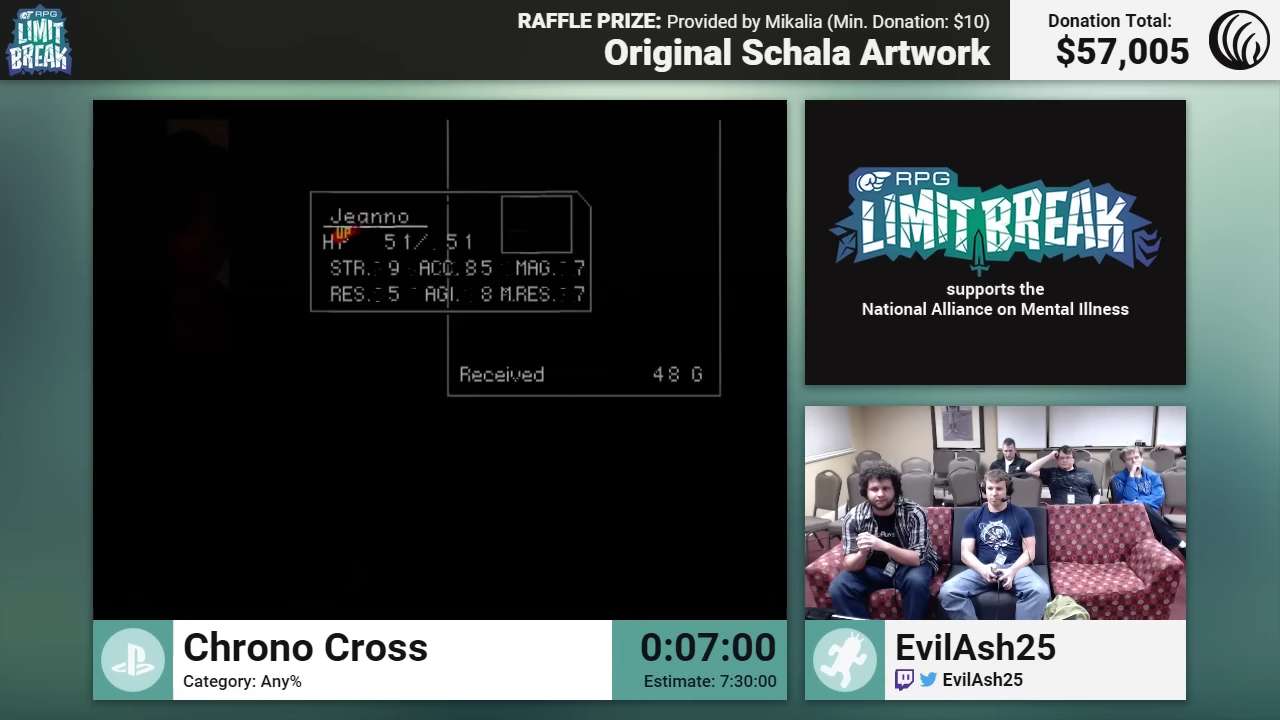 RPG
LIMIT
BREAK
RAFFLE PRIZE: Provided by Mikalia (Min. Donation: $10)
Original Schala Artwork
Donation Total:
$57,005
Jeanno
UP
51/ 51
STR. 9 ACC. 85 MAG. 7
RES. 5 AGI. 8 M.RES. 7
Received 48 G
RPG
LIMIT BREAK
supports the
National Alliance on Mental Illness
Chrono Cross
Category: Any%
0:07:00
Estimate: 7:30:00
EvilAsh25
EvilAsh25